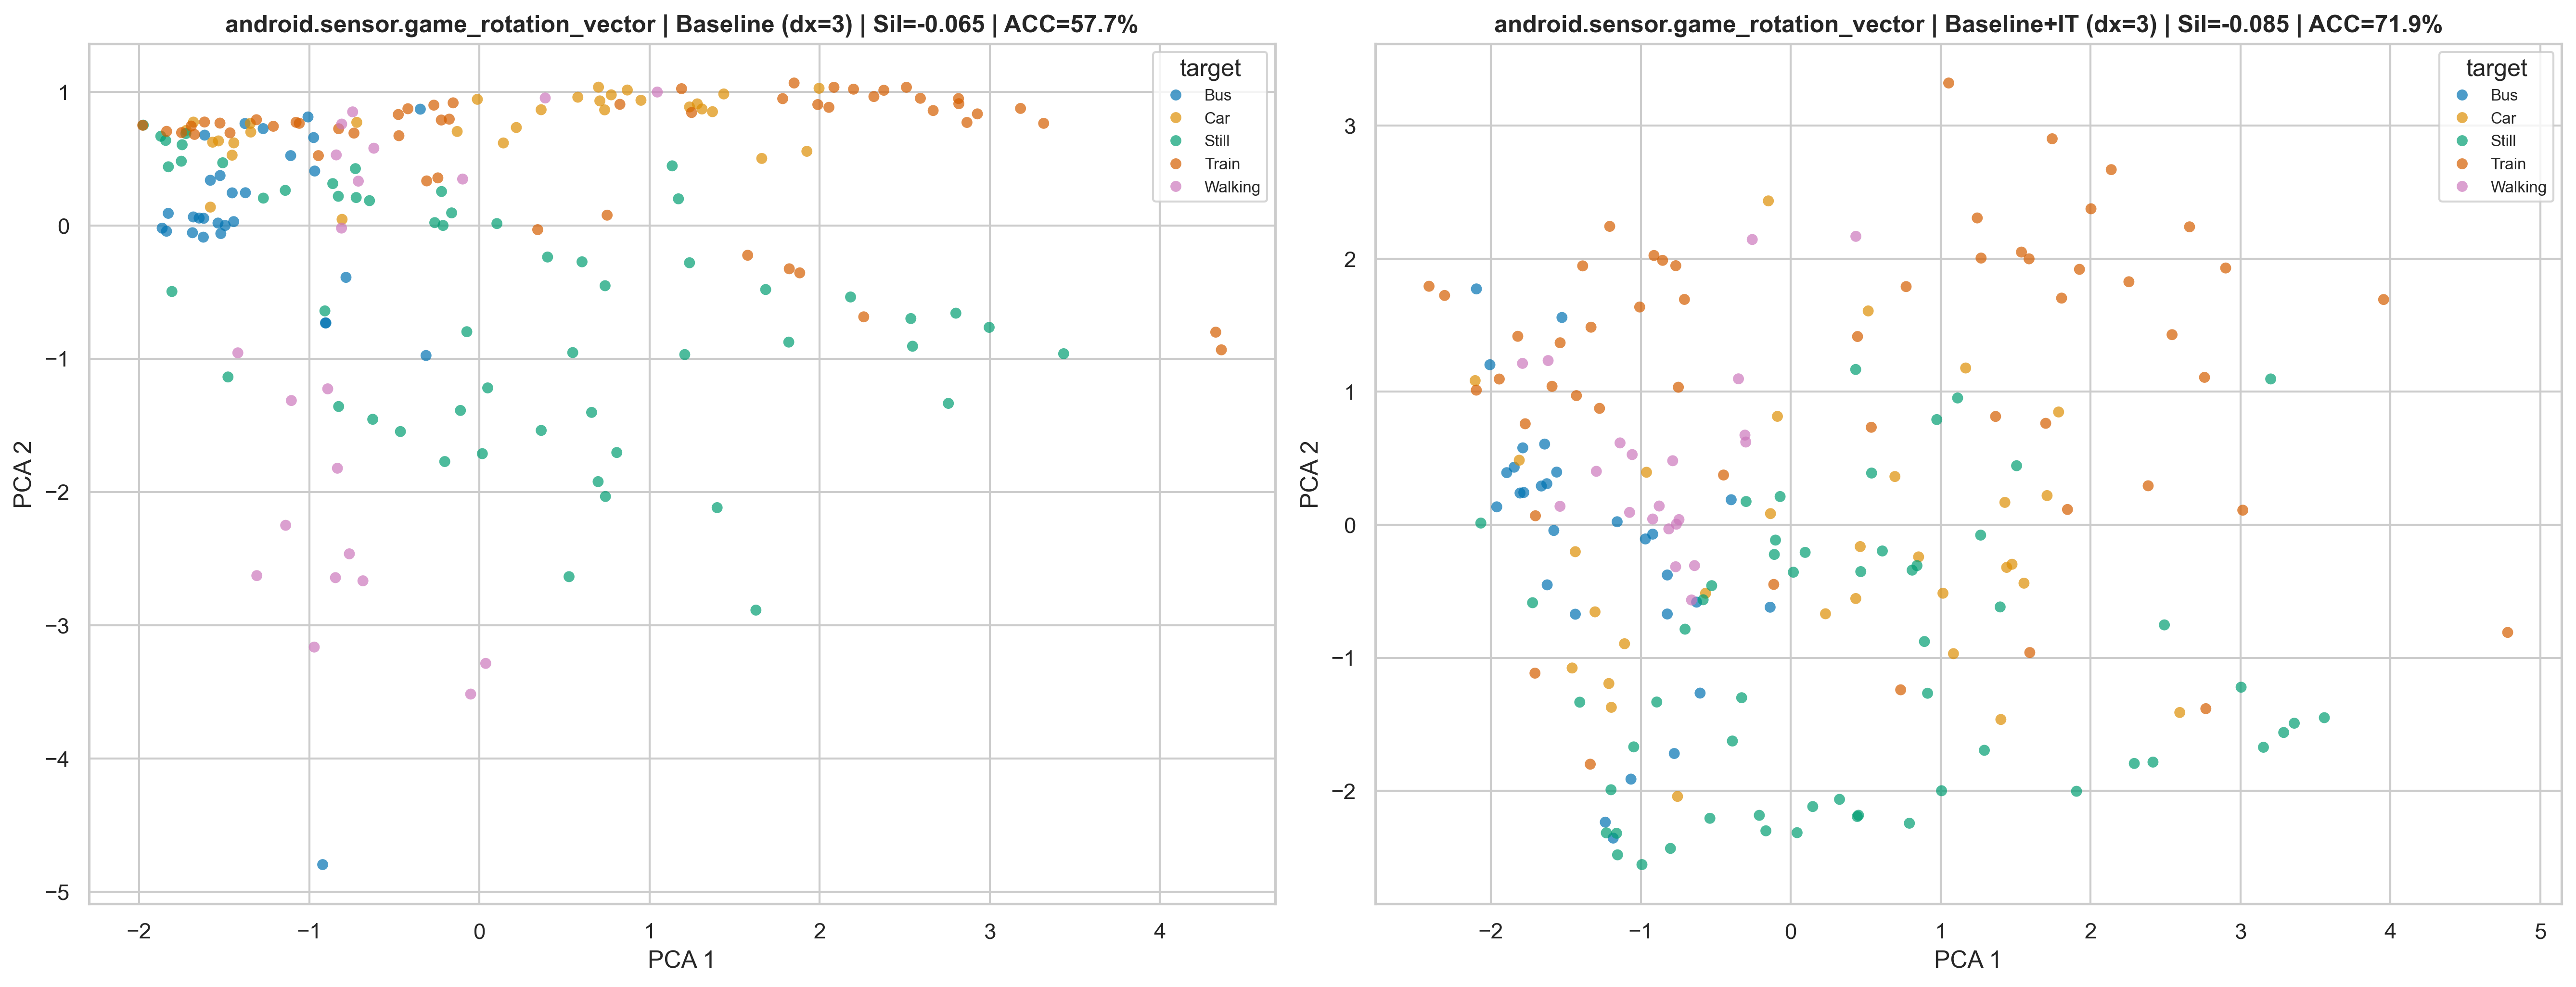 android.sensor.game_rotation_vector | Baseline (dx=3) | Sil=-0.065 | ACC=57.7%
target
Bus
Car
Still
Train
Walking
1
0
−1
−2
−3
−4
−5
PCA 2
−2
−1
0
1
2
3
4
PCA 1
android.sensor.game_rotation_vector | Baseline+IT (dx=3) | Sil=-0.085 | ACC=71.9%
target
Bus
Car
Still
Train
Walking
3
2
1
0
−1
−2
PCA 2
−2
−1
0
1
2
3
4
5
PCA 1